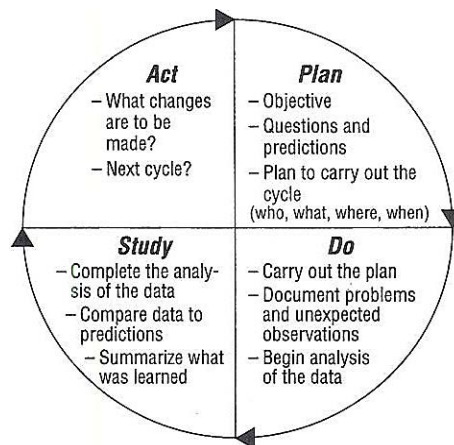 Act
– What changes
are to be
made?
– Next cycle?
Plan
– Objective
– Questions and
predictions
– Plan to carry out the
cycle
(who, what, where, when)
Study
– Complete the analy-
sis of the data
– Compare data to
predictions
– Summarize what
was learned
Do
– Carry out the plan
– Document problems
and unexpected
observations
– Begin analysis
of the data